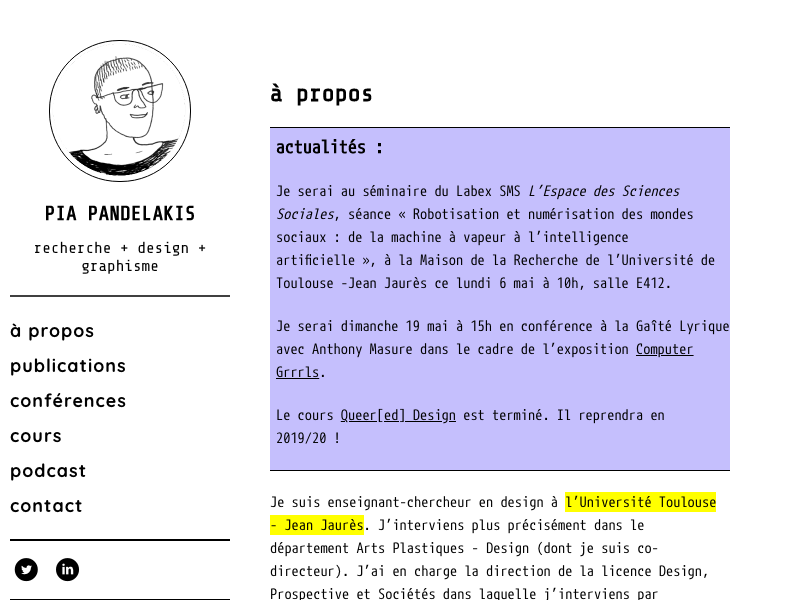 PIA PANDELAKIS
recherche + design +
graphisme
à propos
publications
conférences
cours
podcast
contact
à propos
actualités :
Je serai au séminaire du Labex SMS L’Espace des Sciences
Sociales, séance « Robotisation et numérisation des mondes
sociaux : de la machine à vapeur à l’intelligence
artificielle », à la Maison de la Recherche de l’Université de
Toulouse -Jean Jaurès ce lundi 6 mai à 10h, salle E412.
Je serai dimanche 19 mai à 15h en conférence à la Gaîté Lyrique
avec Anthony Masure dans le cadre de l’exposition Computer
Grrrls.
Le cours Queer[ed] Design est terminé. Il reprendra en
2019/20 !
Je suis enseignant-chercheur en design à l’Université Toulouse
- Jean Jaurès. J’interviens plus précisément dans le
département Arts Plastiques - Design (dont je suis co-
directeur). J’ai en charge la direction de la licence Design,
Prospective et Sociétés dans laquelle j’interviens par